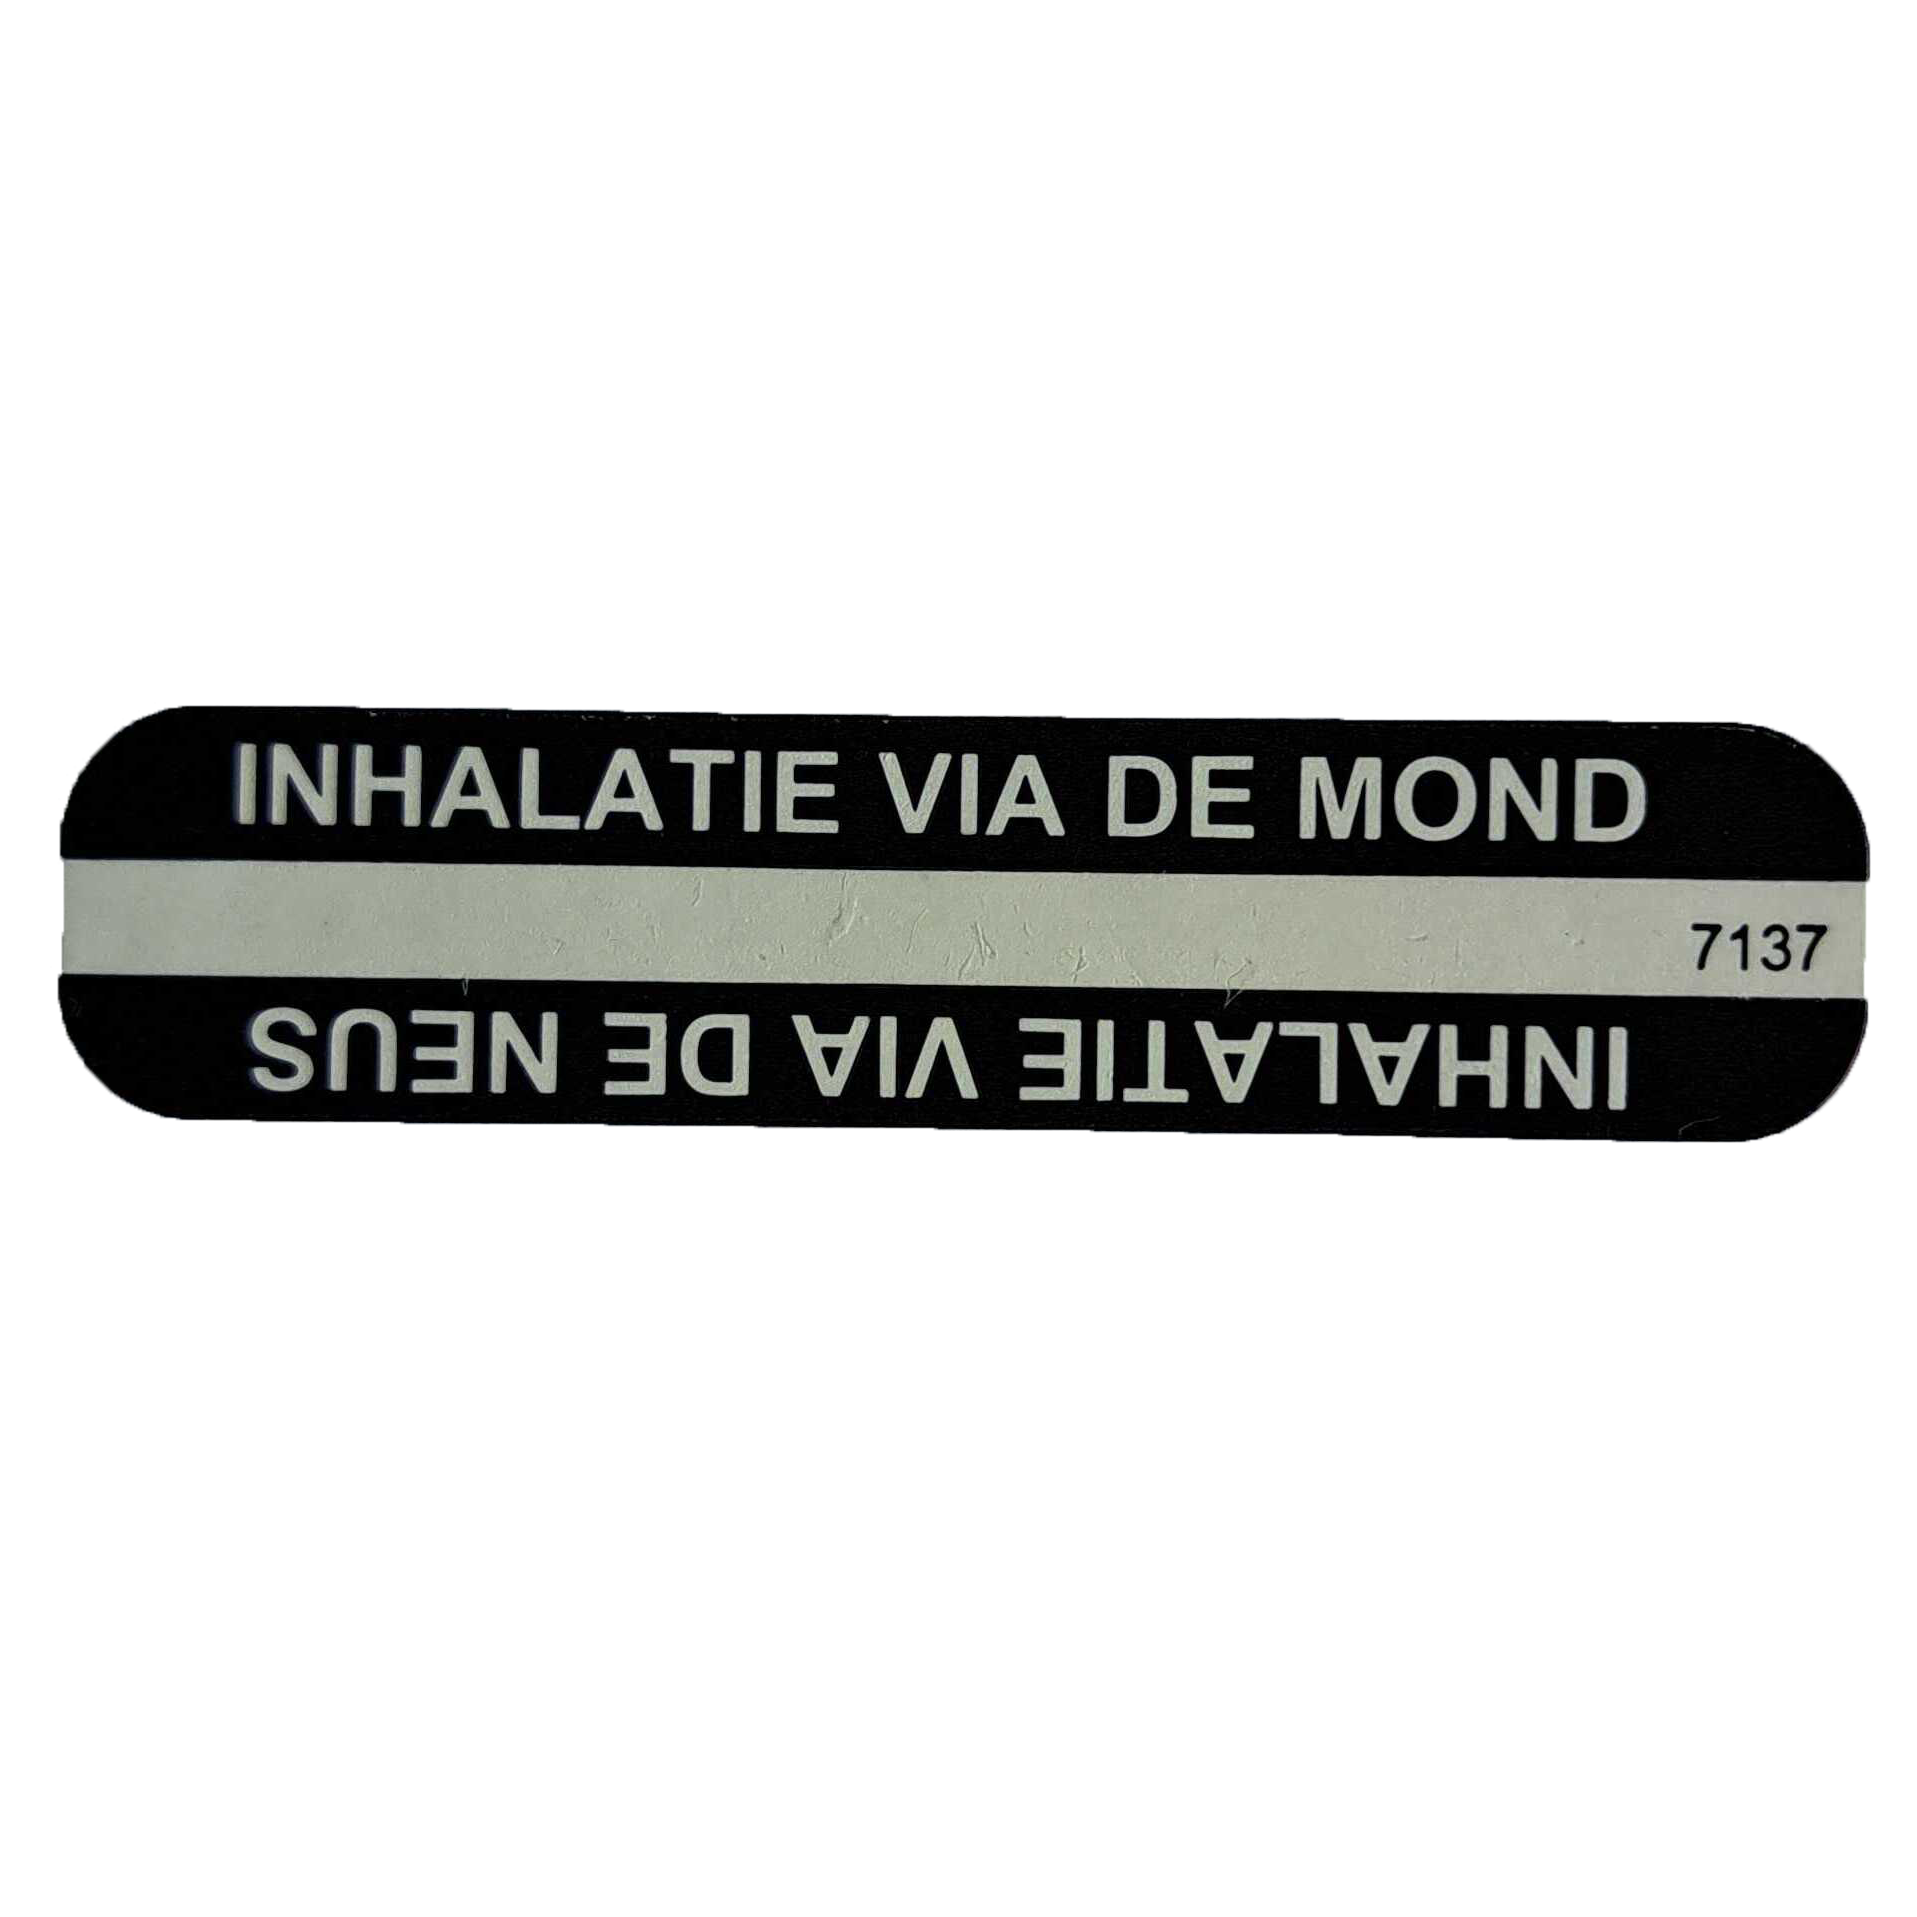 INHALATIE VIA DE MOND
7137
INHALATIE VIA DE NEUS